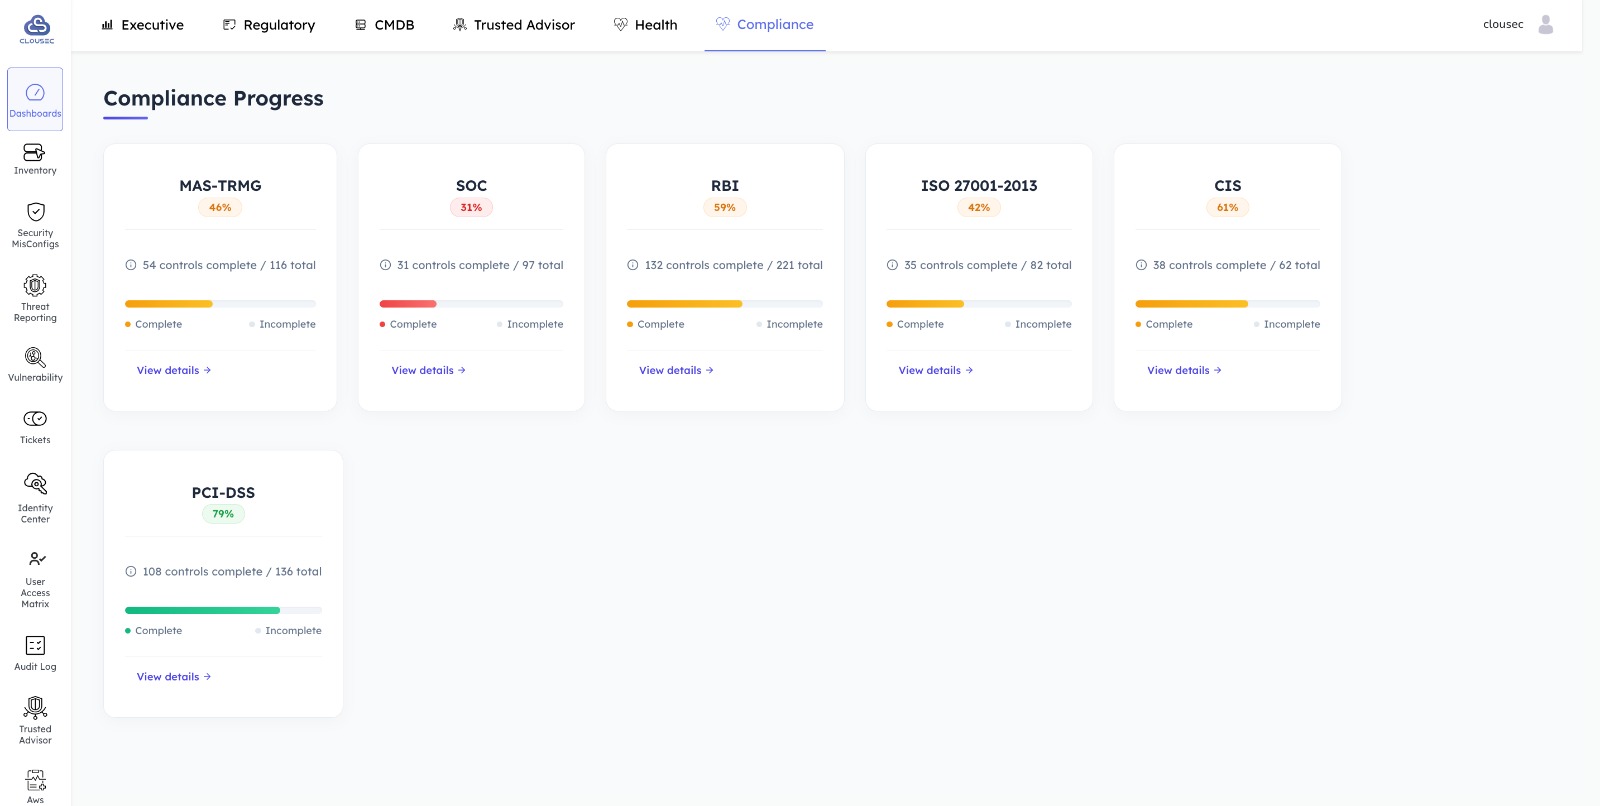 CLOUSEC
Executive
Regulatory
CMDB
Trusted Advisor
Health
Compliance
clousec
Dashboards
Inventory
Security
MisConfigs
Threat
Reporting
Vulnerability
Tickets
Identity
Center
User
Access
Matrix
Audit Log
Trusted
Advisor
Aws
Compliance Progress
MAS-TRMG
46%
54 controls complete / 116 total
Complete
Incomplete
View details →
SOC
31%
31 controls complete / 97 total
Complete
Incomplete
View details →
RBI
59%
132 controls complete / 221 total
Complete
Incomplete
View details →
ISO 27001-2013
42%
35 controls complete / 82 total
Complete
Incomplete
View details →
CIS
61%
38 controls complete / 62 total
Complete
Incomplete
View details →
PCI-DSS
79%
108 controls complete / 136 total
Complete
Incomplete
View details →